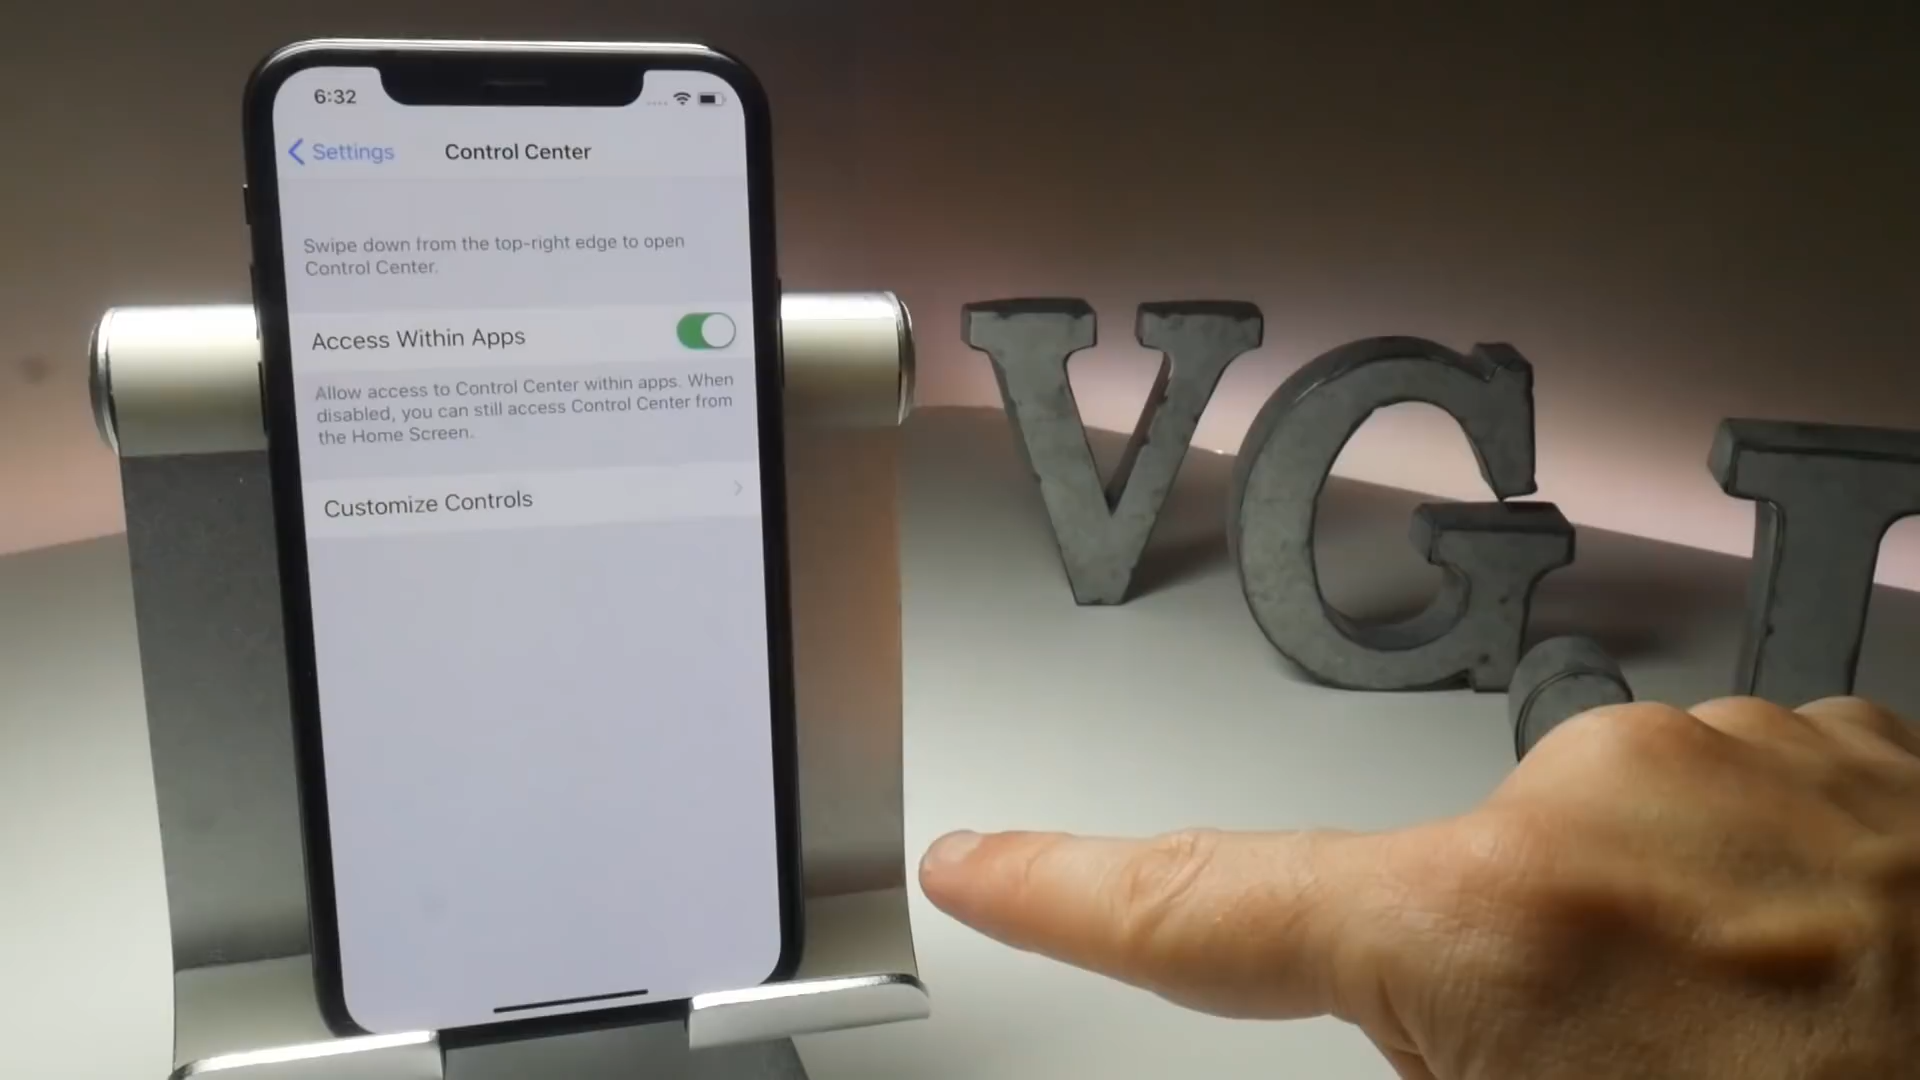 6:32
Settings
Control Center
Swipe down from the top-right edge to open
Control Center.
Access Within Apps
Allow access to Control Center within apps. When
disabled, you can still access Control Center from
the Home Screen.
Customize Controls
VG.